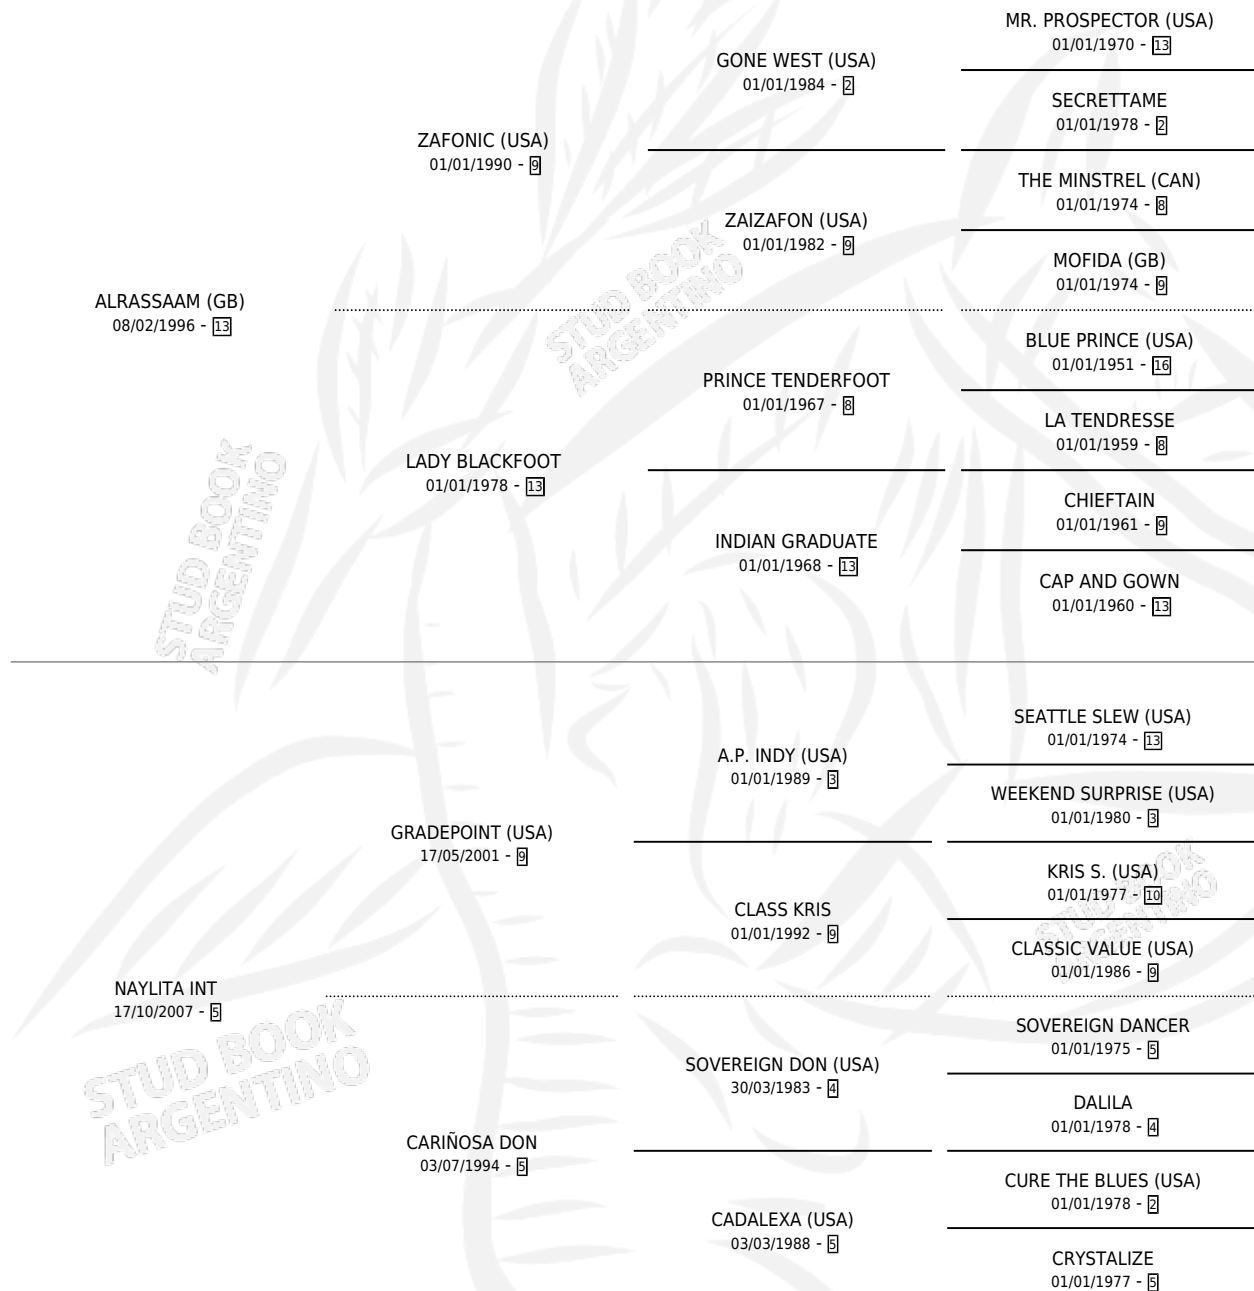 MR. PROSPECTOR (USA)
01/01/1970 - 13
GONE WEST (USA)
01/01/1984 - 2
SECRETTAME
01/01/1978 - 2
ZAFONIC (USA)
01/01/1990 - 9
THE MINSTREL (CAN)
01/01/1974 - 8
ZAIZAFON (USA)
01/01/1982 - 9
MOFIDA (GB)
01/01/1974 - 9
ALRASSAAM (GB)
08/02/1996 - 13
BLUE PRINCE (USA)
01/01/1951 - 16
PRINCE TENDERFOOT
01/01/1967 - 8
LA TENDRESSE
01/01/1959 - 8
LADY BLACKFOOT
01/01/1978 - 13
CHIEFTAIN
01/01/1961 - 9
INDIAN GRADUATE
01/01/1968 - 13
CAP AND GOWN
01/01/1960 - 13
SEATTLE SLEW (USA)
01/01/1974 - 13
A.P. INDY (USA)
01/01/1989 - 3
WEEKEND SURPRISE (USA)
01/01/1980 - 3
GRADEPOINT (USA)
17/05/2001 - 9
KRIS S. (USA)
01/01/1977 - 10
CLASS KRIS
01/01/1992 - 9
CLASSIC VALUE (USA)
01/01/1986 - 9
NAYLITA INT
17/10/2007 - 5
SOVEREIGN DANCER
01/01/1975 - 5
SOVEREIGN DON (USA)
30/03/1983 - 4
DALILA
01/01/1978 - 4
CARIÑOSA DON
03/07/1994 - 5
CURE THE BLUES (USA)
01/01/1978 - 2
CADALEXA (USA)
03/03/1988 - 5
CRYSTALIZE
01/01/1977 - 5
STUD BOOK
ARGENTINO
STUD BOOK
ARGENTINO
STUD BOOK
ARGENTINO
STUD BOOK
ARGENTINO